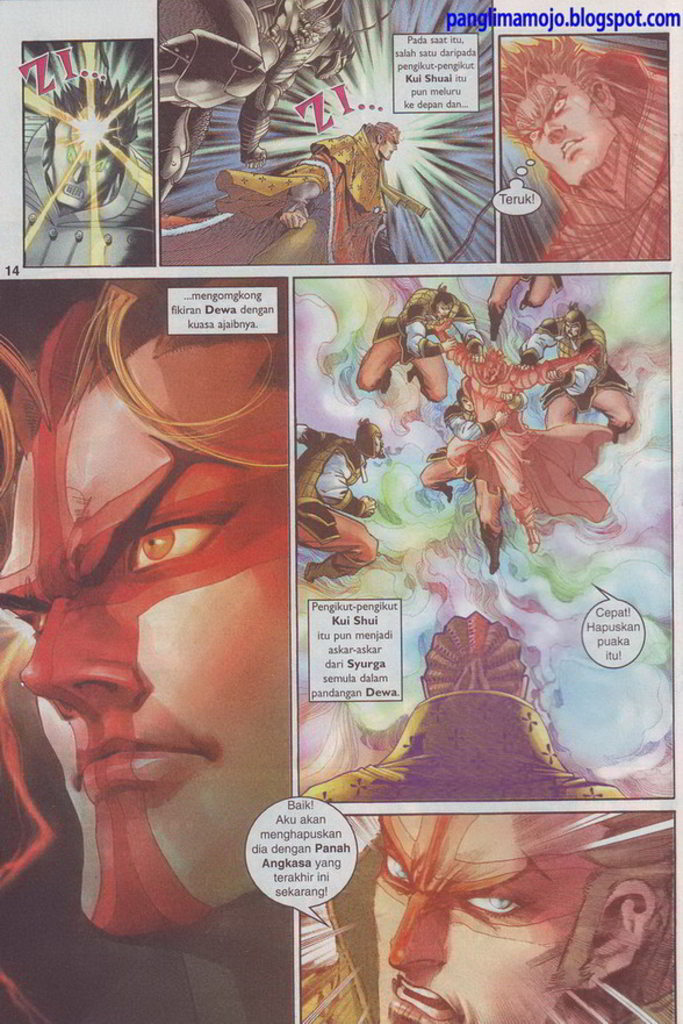 panglimamojo.blogspot.com
ZI...
ZI...
Pada saat itu,
salah satu daripada
pengikut-pengikut
Kui Shuai itu
pun meluru
ke depan dan...
Teruk!
14
...mengomgkong
fikiran Dewa dengan
kuasa ajaibnya.
Pengikut-pengikut
Kui Shui
itu pun menjadi
askar-askar
dari Syurga
semula dalam
pandangan Dewa.
Cepat!
Hapuskan
puaka
itu!
Baik!
Aku akan
menghapuskan
dia dengan Panah
Angkasa yang
terakhir ini
sekarang!